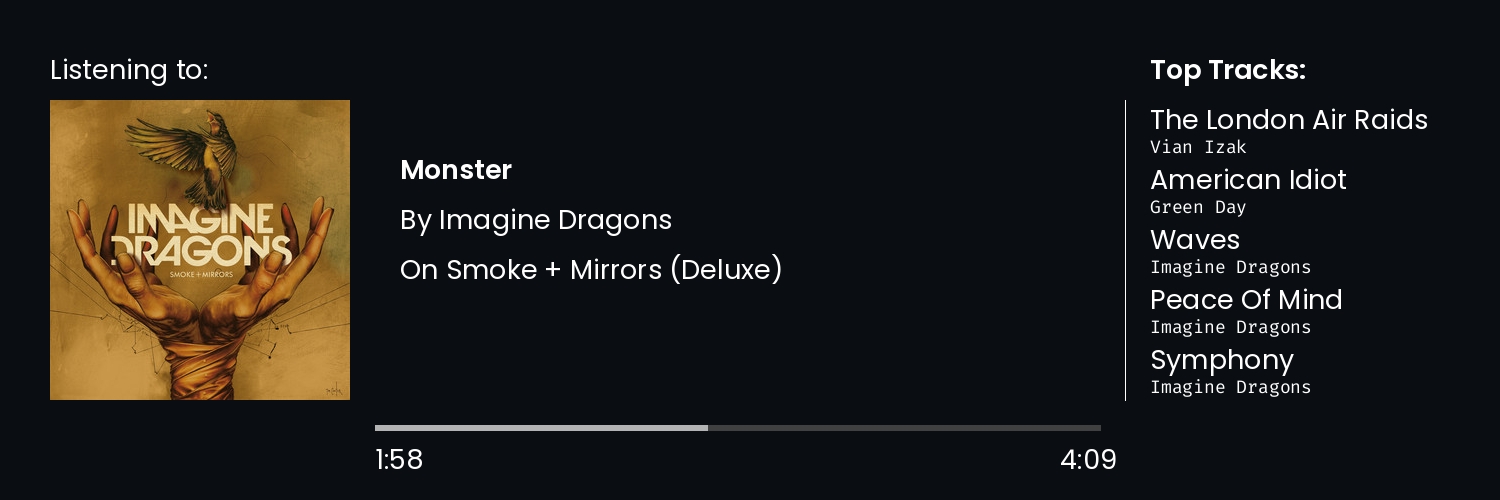 Listening to:
IMAGINE
DRAGONS
SMOKE + MIRRORS
Monster
By Imagine Dragons
On Smoke + Mirrors (Deluxe)
1:58
4:09
Top Tracks:
The London Air Raids
Vian Izak
American Idiot
Green Day
Waves
Imagine Dragons
Peace Of Mind
Imagine Dragons
Symphony
Imagine Dragons